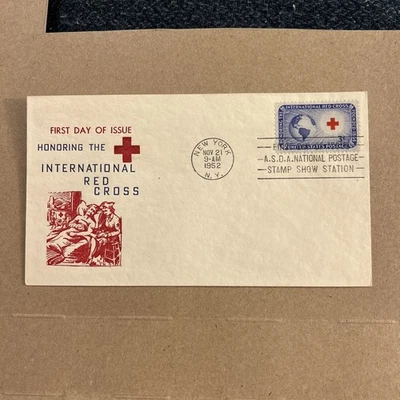 FIRST DAY OF ISSUE
HONORING THE
INTERNATIONAL
RED
CROSS
NEW YORK
NOV 21
9-AM
1952
N.Y.
INTERNATIONAL RED CROSS
3¢
UNITED STATES POSTAGE
A.S.D.A. NATIONAL POSTAGE
STAMP SHOW STATION